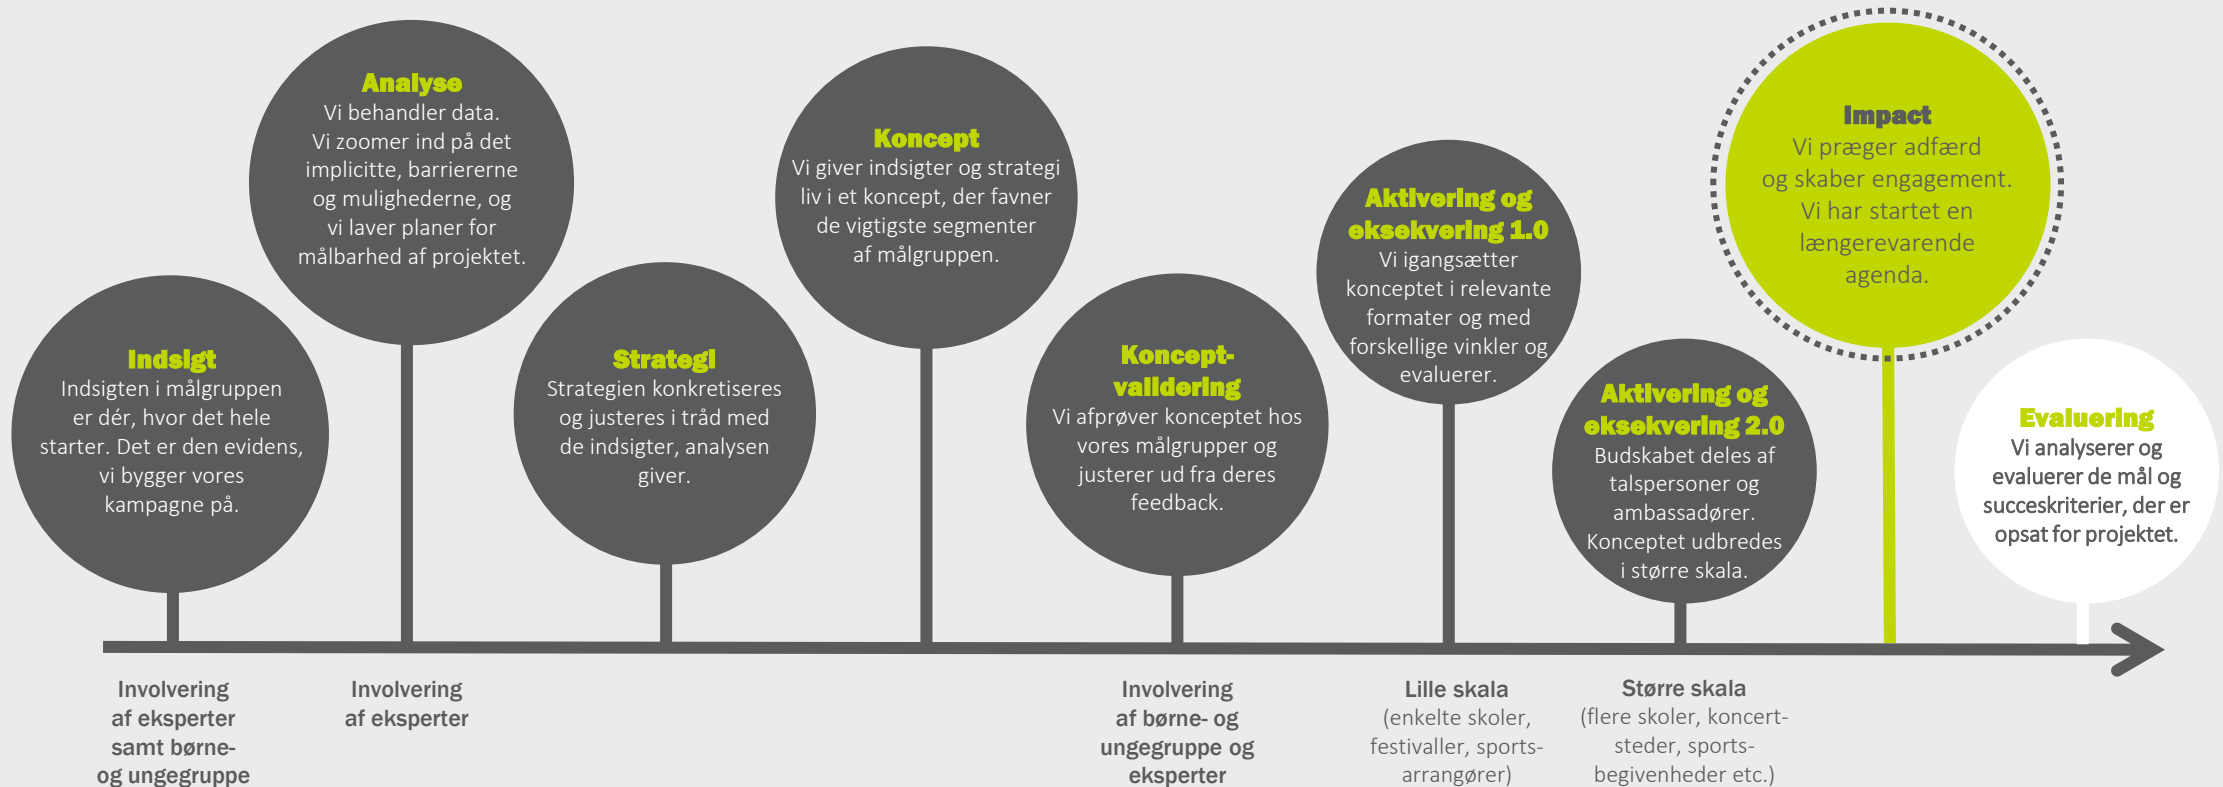 Indsigt
Indsigten i målgruppen
er dér, hvor det hele
starter. Det er den evidens,
vi bygger vores
kampagne på.
Analyse
Vi behandler data.
Vi zoomer ind på det
implicitte, barriererne
og mulighederne, og
vi laver planer for
målbarhed af projektet.
Strategi
Strategien konkretiseres
og justeres i tråd med
de indsigter, analysen
giver.
Koncept
Vi giver indsigter og strategi
liv i et koncept, der favner
de vigtigste segmenter
af målgruppen.
Koncept-
validering
Vi afprøver konceptet hos
vores målgrupper og
justerer ud fra deres
feedback.
Aktivering og
eksekvering 1.0
Vi igangsætter
konceptet i relevante
formater og med
forskellige vinkler og
evaluerer.
Aktivering og
eksekvering 2.0
Budskabet deles af
talspersoner og
ambassadører.
Konceptet udbredes
i større skala.
Impact
Vi præger adfærd
og skaber engagement.
Vi har startet en
længerevarende
agenda.
Evaluering
Vi analyserer og
evaluerer de mål og
succeskriterier, der er
opsat for projektet.
Involvering
af eksperter
samt børne-
og ungegruppe
Involvering
af eksperter
Involvering
af børne- og
ungegruppe og
eksperter
Lille skala
(enkelte skoler,
festivaller, sports-
arrangører)
Større skala
(flere skoler, koncert-
steder, sports-
begivenheder etc.)